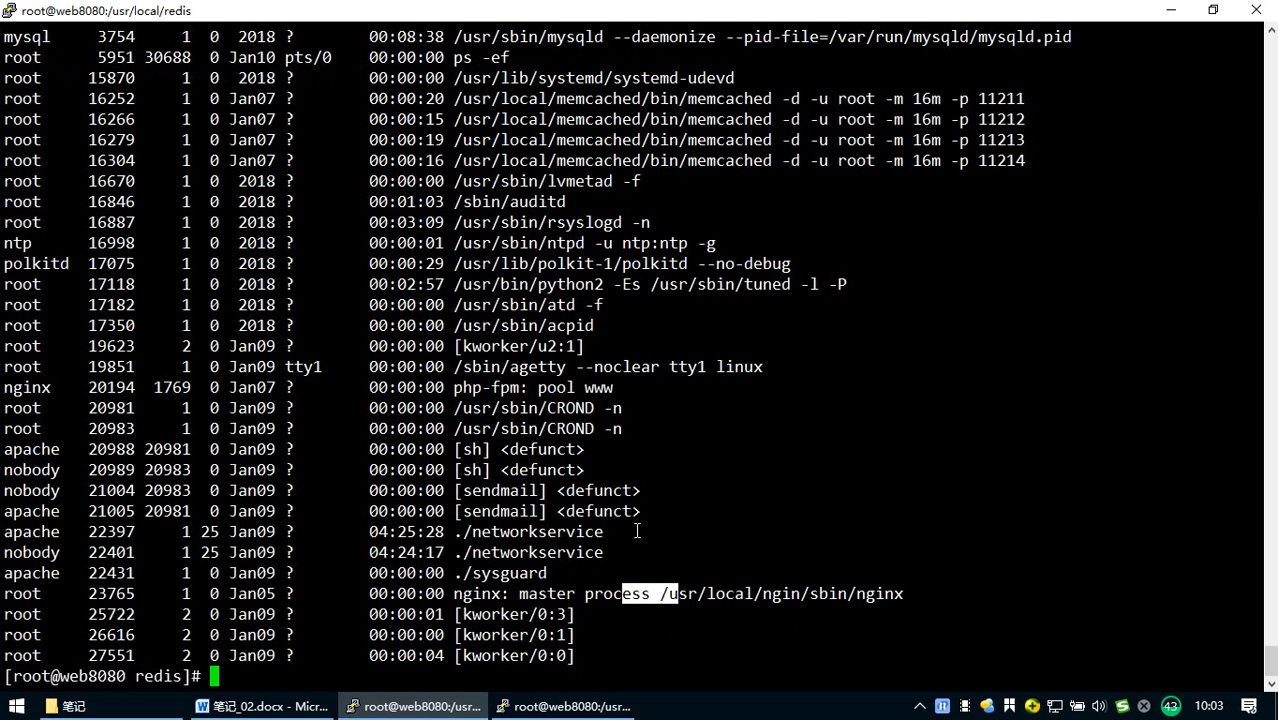 root@web8080:/usr/local/redis
mysql 3754 1 0 2018 ? 00:08:38 /usr/sbin/mysqld --daemonize --pid-file=/var/run/mysqld/mysqld.pid
root 5951 30688 0 Jan10 pts/0 00:00:00 ps -ef
root 15870 1 0 2018 ? 00:00:00 /usr/lib/systemd/systemd-udevd
root 16252 1 0 Jan07 ? 00:00:20 /usr/local/memcached/bin/memcached -d -u root -m 16m -p 11211
root 16266 1 0 Jan07 ? 00:00:15 /usr/local/memcached/bin/memcached -d -u root -m 16m -p 11212
root 16279 1 0 Jan07 ? 00:00:19 /usr/local/memcached/bin/memcached -d -u root -m 16m -p 11213
root 16304 1 0 Jan07 ? 00:00:16 /usr/local/memcached/bin/memcached -d -u root -m 16m -p 11214
root 16670 1 0 2018 ? 00:00:00 /usr/sbin/lvmetad -f
root 16846 1 0 2018 ? 00:01:03 /sbin/auditd
root 16887 1 0 2018 ? 00:03:09 /usr/sbin/rsyslogd -n
ntp 16998 1 0 2018 ? 00:00:01 /usr/sbin/ntpd -u ntp:ntp -g
polkitd 17075 1 0 2018 ? 00:00:29 /usr/lib/polkit-1/polkitd --no-debug
root 17118 1 0 2018 ? 00:02:57 /usr/bin/python2 -Es /usr/sbin/tuned -l -P
root 17182 1 0 2018 ? 00:00:00 /usr/sbin/atd -f
root 17350 1 0 2018 ? 00:00:00 /usr/sbin/acpid
root 19623 2 0 Jan09 ? 00:00:00 [kworker/u2:1]
root 19851 1 0 Jan09 tty1 00:00:00 /sbin/agetty --noclear tty1 linux
nginx 20194 1769 0 Jan07 ? 00:00:00 php-fpm: pool www
root 20981 1 0 Jan09 ? 00:00:00 /usr/sbin/CROND -n
root 20983 1 0 Jan09 ? 00:00:00 /usr/sbin/CROND -n
apache 20988 20981 0 Jan09 ? 00:00:00 [sh] <defunct>
nobody 20989 20983 0 Jan09 ? 00:00:00 [sh] <defunct>
nobody 21004 20983 0 Jan09 ? 00:00:00 [sendmail] <defunct>
apache 21005 20981 0 Jan09 ? 00:00:00 [sendmail] <defunct>
apache 22397 1 25 Jan09 ? 04:25:28 ./networkservice
nobody 22401 1 25 Jan09 ? 04:24:17 ./networkservice
apache 22431 1 0 Jan09 ? 00:00:00 ./sysguard
root 23765 1 0 Jan05 ? 00:00:00 nginx: master process /usr/local/ngin/sbin/nginx
root 25722 2 0 Jan09 ? 00:00:01 [kworker/0:3]
root 26616 2 0 Jan09 ? 00:00:00 [kworker/0:1]
root 27551 2 0 Jan09 ? 00:00:04 [kworker/0:0]
[root@web8080 redis]#
笔记 笔记_02.docx - Micr... root@web8080:/usr... root@web8080:/usr... 43 10:03